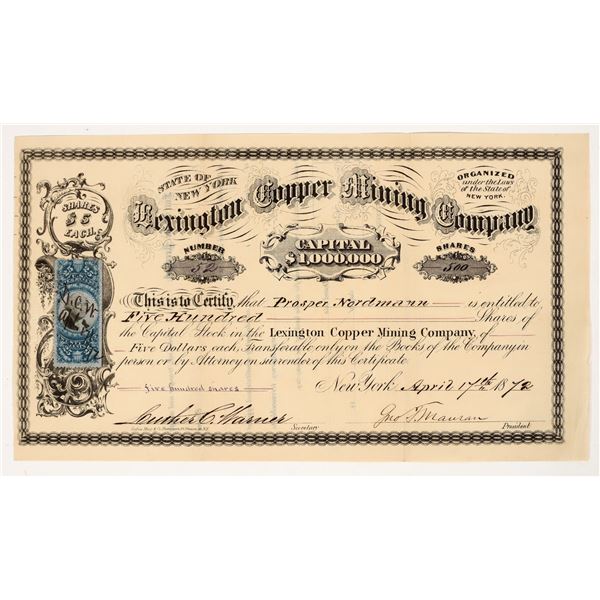 STATE OF NEW YORK
ORGANIZED under the Laws of the State of NEW YORK.
Lexington Copper Mining Company
SHARES $5 EACH.
NUMBER
52
CAPITAL $1,000,000
SHARES
500
This is to Certify, that Prosper Nordmann is entitled to
Five Hundred Shares of
the Capital Stock in the Lexington Copper Mining Company, of
Five Dollars each, Transferable only on the Books of the Company in
person or by Attorney on surrender of this Certificate.
five hundred shares
New York April 17th 1872
Luther C. Warner
Secretary
Jno. T. Mauran
President